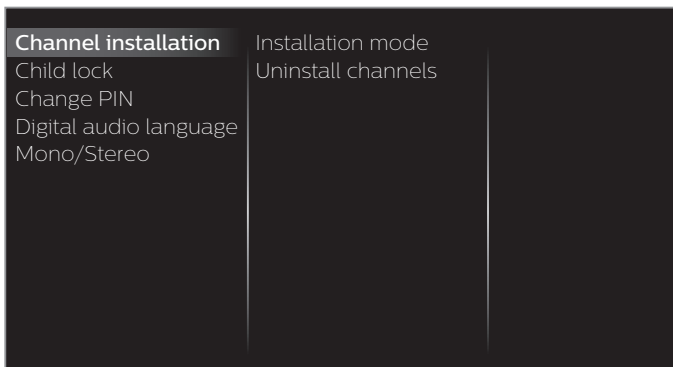 Channel installation
Child lock
Change PIN
Digital audio language
Mono/Stereo
Installation mode
Uninstall channels